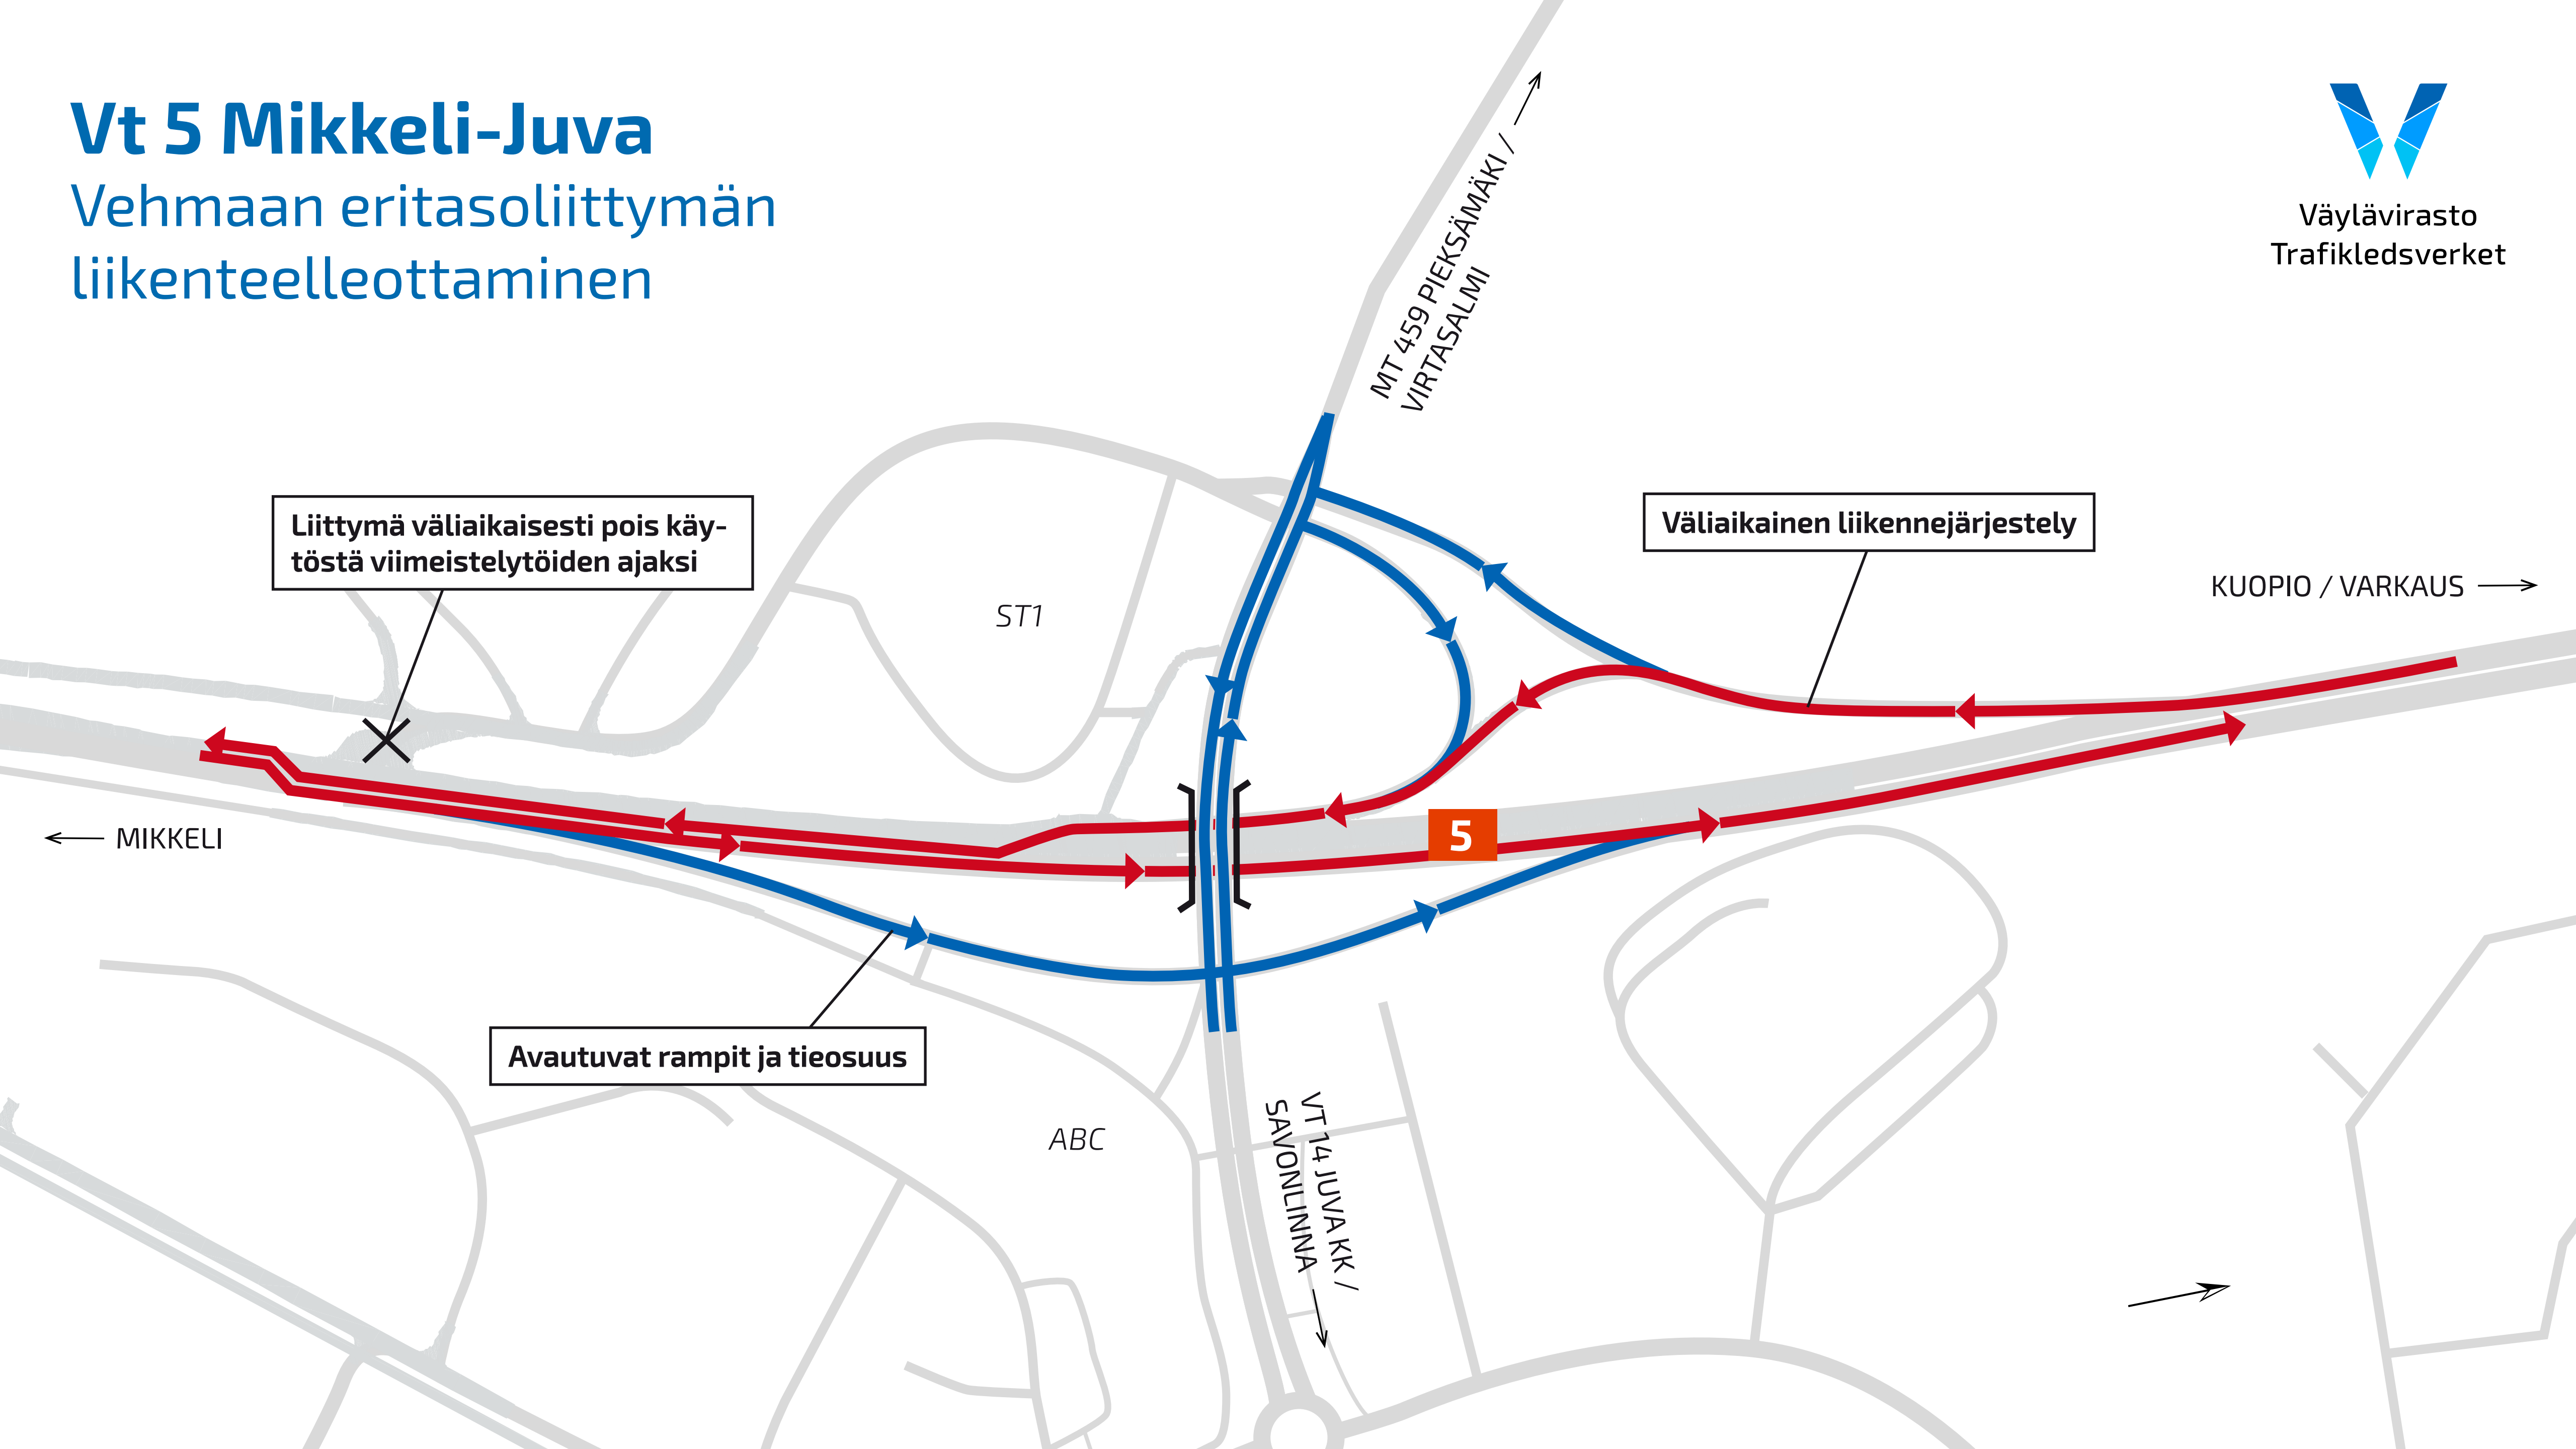 Vt 5 Mikkeli-Juva
Vehmaan eritasoliittymän
liikenteelleottaminen
Väylävirasto
Trafikledsverket
MT 459 PIEKSÄMÄKI /
VIRTASALMI
Liittymä väliaikaisesti pois käy-
töstä viimeistelytöiden ajaksi
Väliaikainen liikennejärjestely
KUOPIO / VARKAUS
ST1
MIKKELI
5
Avautuvat rampit ja tieosuus
ABC
VT 14 JUVA KK /
SAVONLINNA